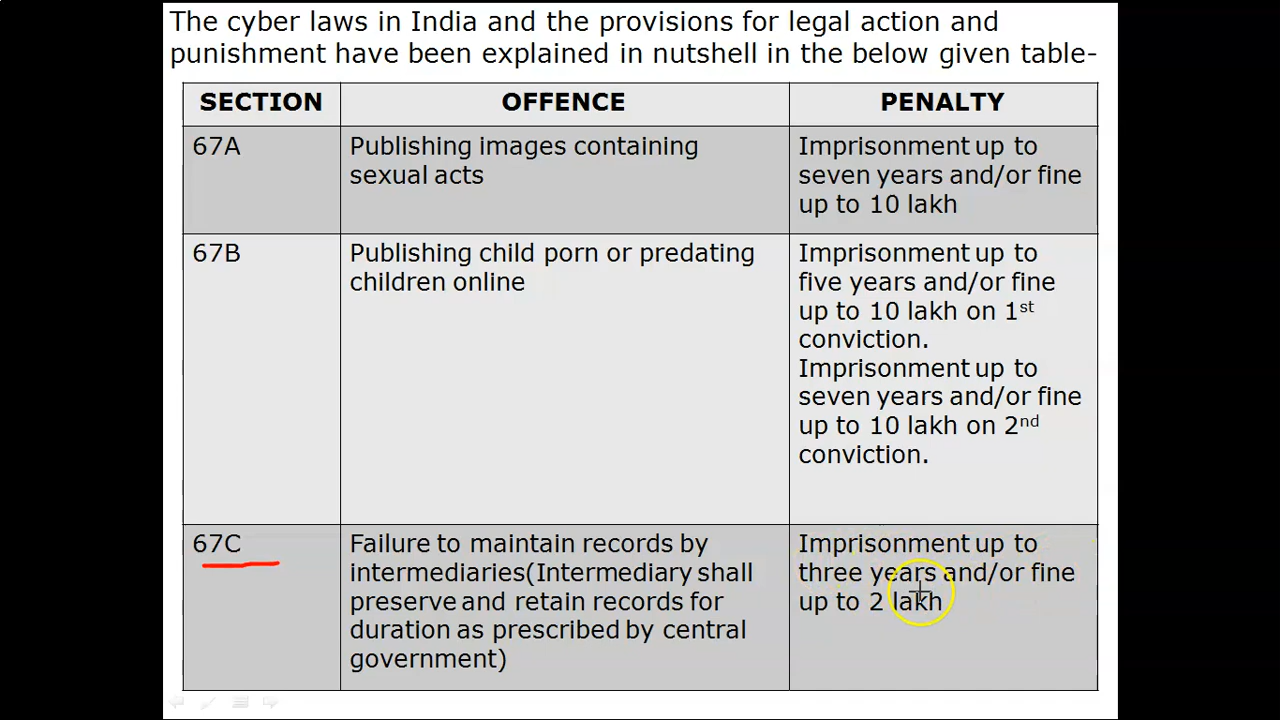 The cyber laws in India and the provisions for legal action and
punishment have been explained in nutshell in the below given table-
SECTION OFFENCE PENALTY
67A
Publishing images containing
sexual acts
Imprisonment up to
seven years and/or fine
up to 10 lakh
67B
Publishing child porn or predating
children online
Imprisonment up to
five years and/or fine
up to 10 lakh on 1st
conviction.
Imprisonment up to
seven years and/or fine
up to 10 lakh on 2nd
conviction.
67C
Failure to maintain records by
intermediaries(Intermediary shall
preserve and retain records for
duration as prescribed by central
government)
Imprisonment up to
three years and/or fine
up to 2 lakh